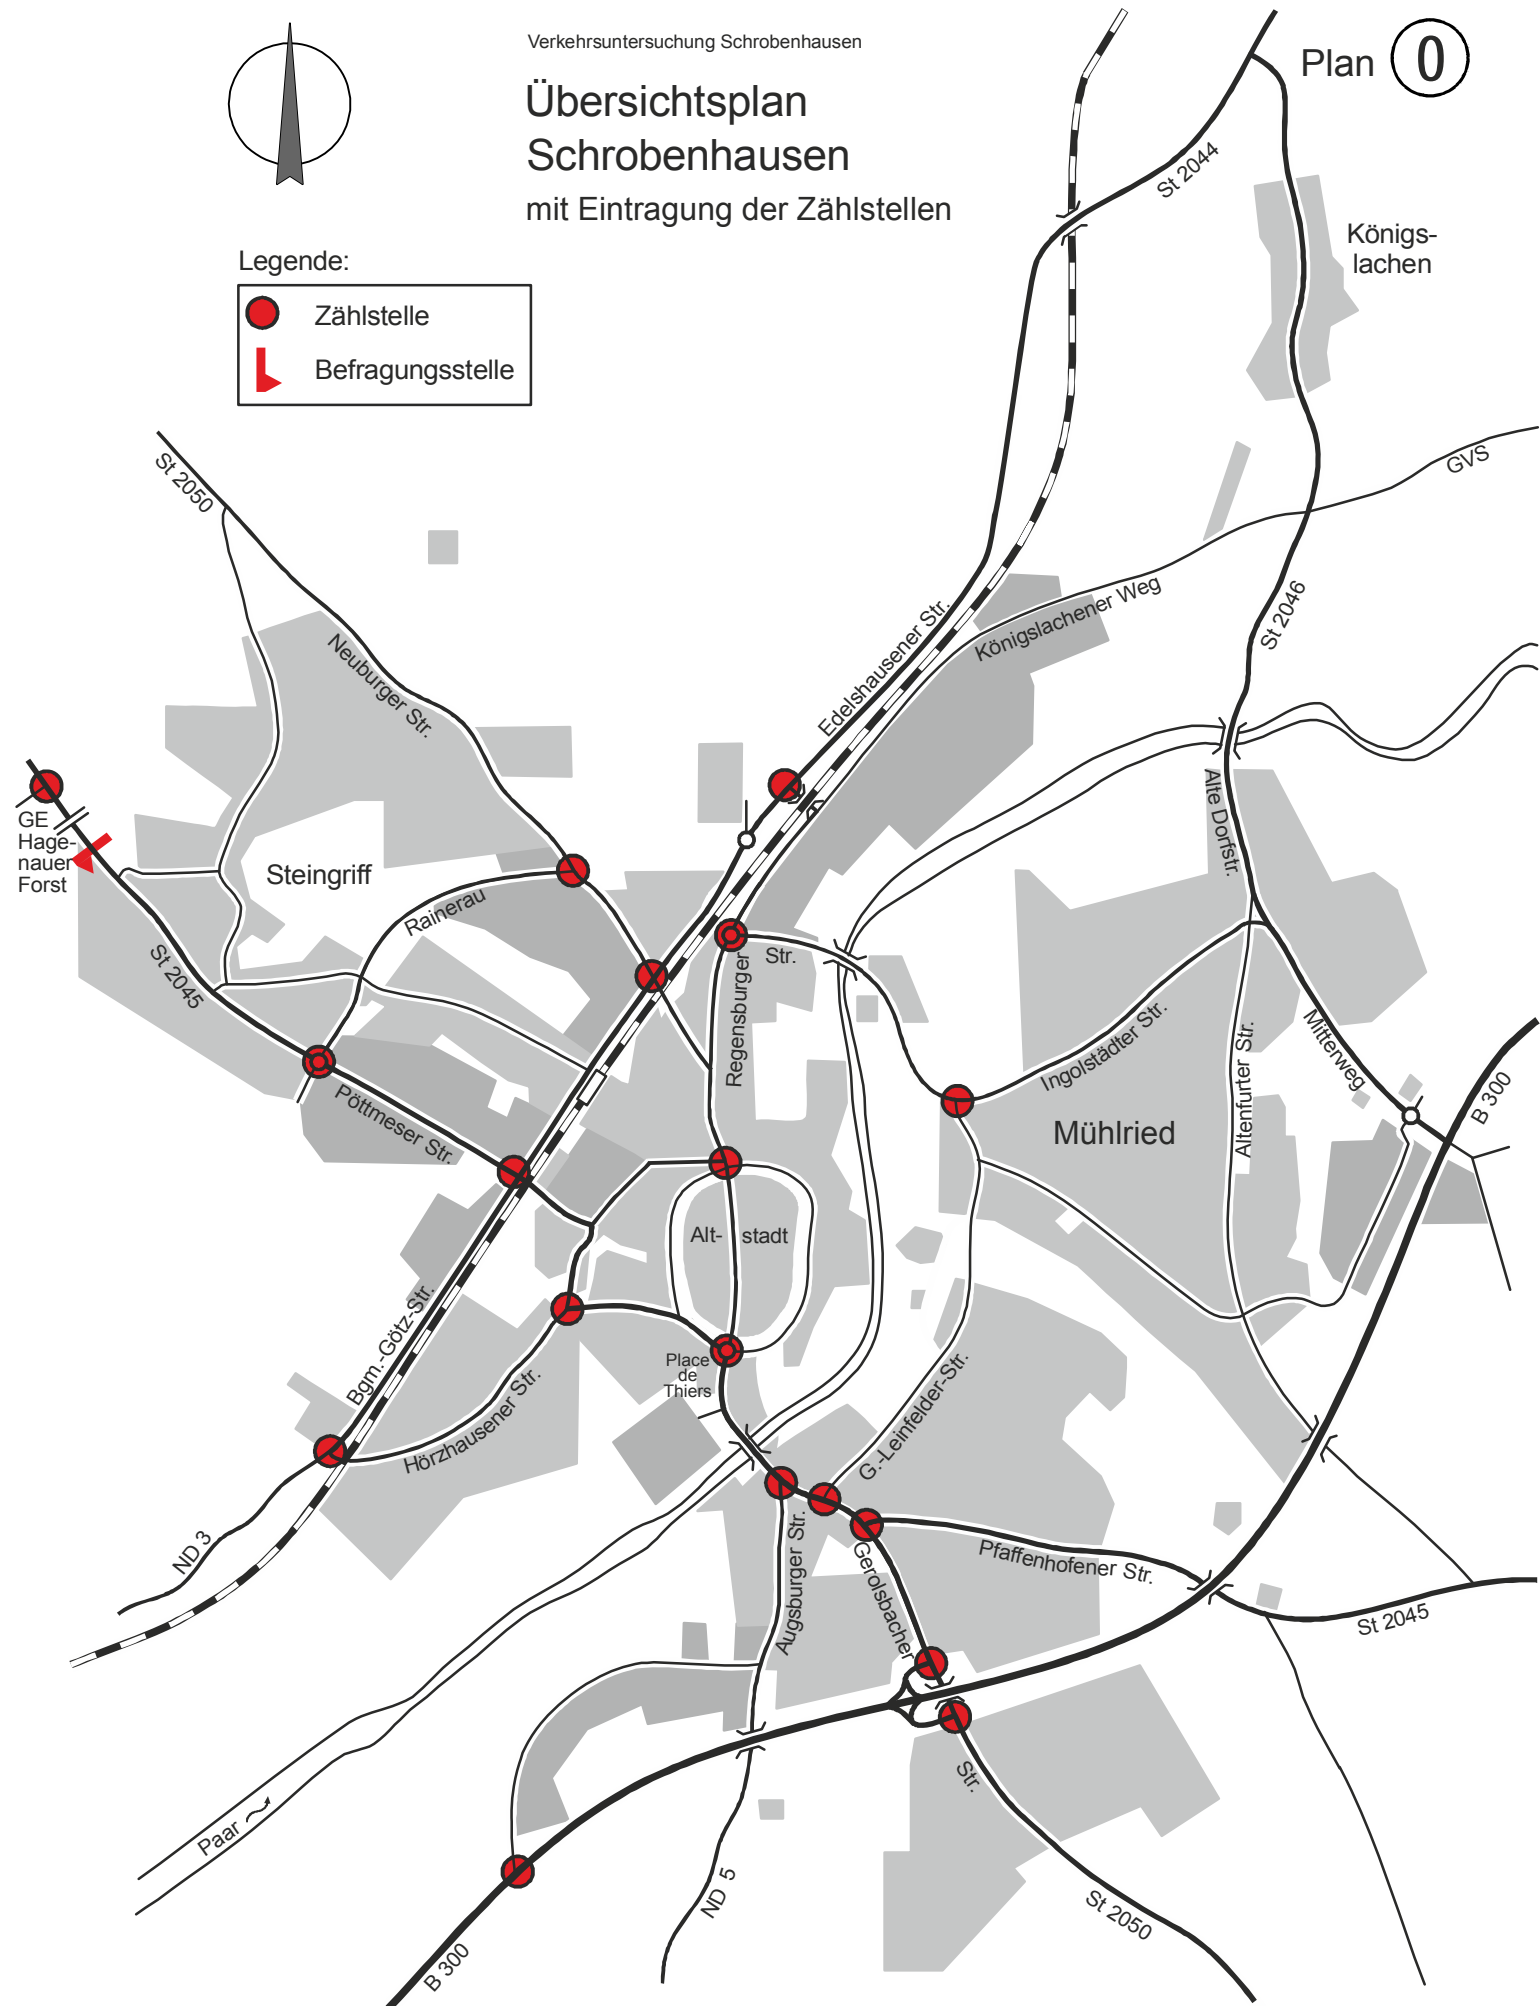 Verkehrsuntersuchung Schrobenhausen
Plan 0
Übersichtsplan
Schrobenhausen
mit Eintragung der Zählstellen
Legende:
Zählstelle
Befragungsstelle
St 2044
Königs-
lachen
St 2050
GVS
Neuburger Str.
Edelshausener Str.
Königslachener Weg
St 2046
GE
Hage-
nauer
Forst
Steingriff
Rainerau
Alte Dorfstr.
St 2045
Regensburger
Str.
Pöttmeser Str.
Ingolstädter Str.
Mühlried
Altenfurter Str.
Mitterweg
B 300
Alt-
stadt
Bgm.-Götz-Str.
Hörzhausener Str.
Place
de
Thiers
G.-Leinfelder-Str.
ND 3
Augsburger Str.
Gerolsbacher
Str.
Pfaffenhofener Str.
St 2045
Paar
ND 5
St 2050
B 300